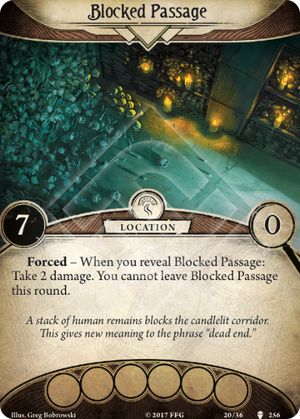 Blocked Passage
7
LOCATION
0
Forced – When you reveal Blocked Passage:
Take 2 damage. You cannot leave Blocked Passage
this round.
A stack of human remains blocks the candlelit corridor.
This gives new meaning to the phrase “dead end.”
Illus. Greg Bobrowski © 2017 FFG 20/36 256